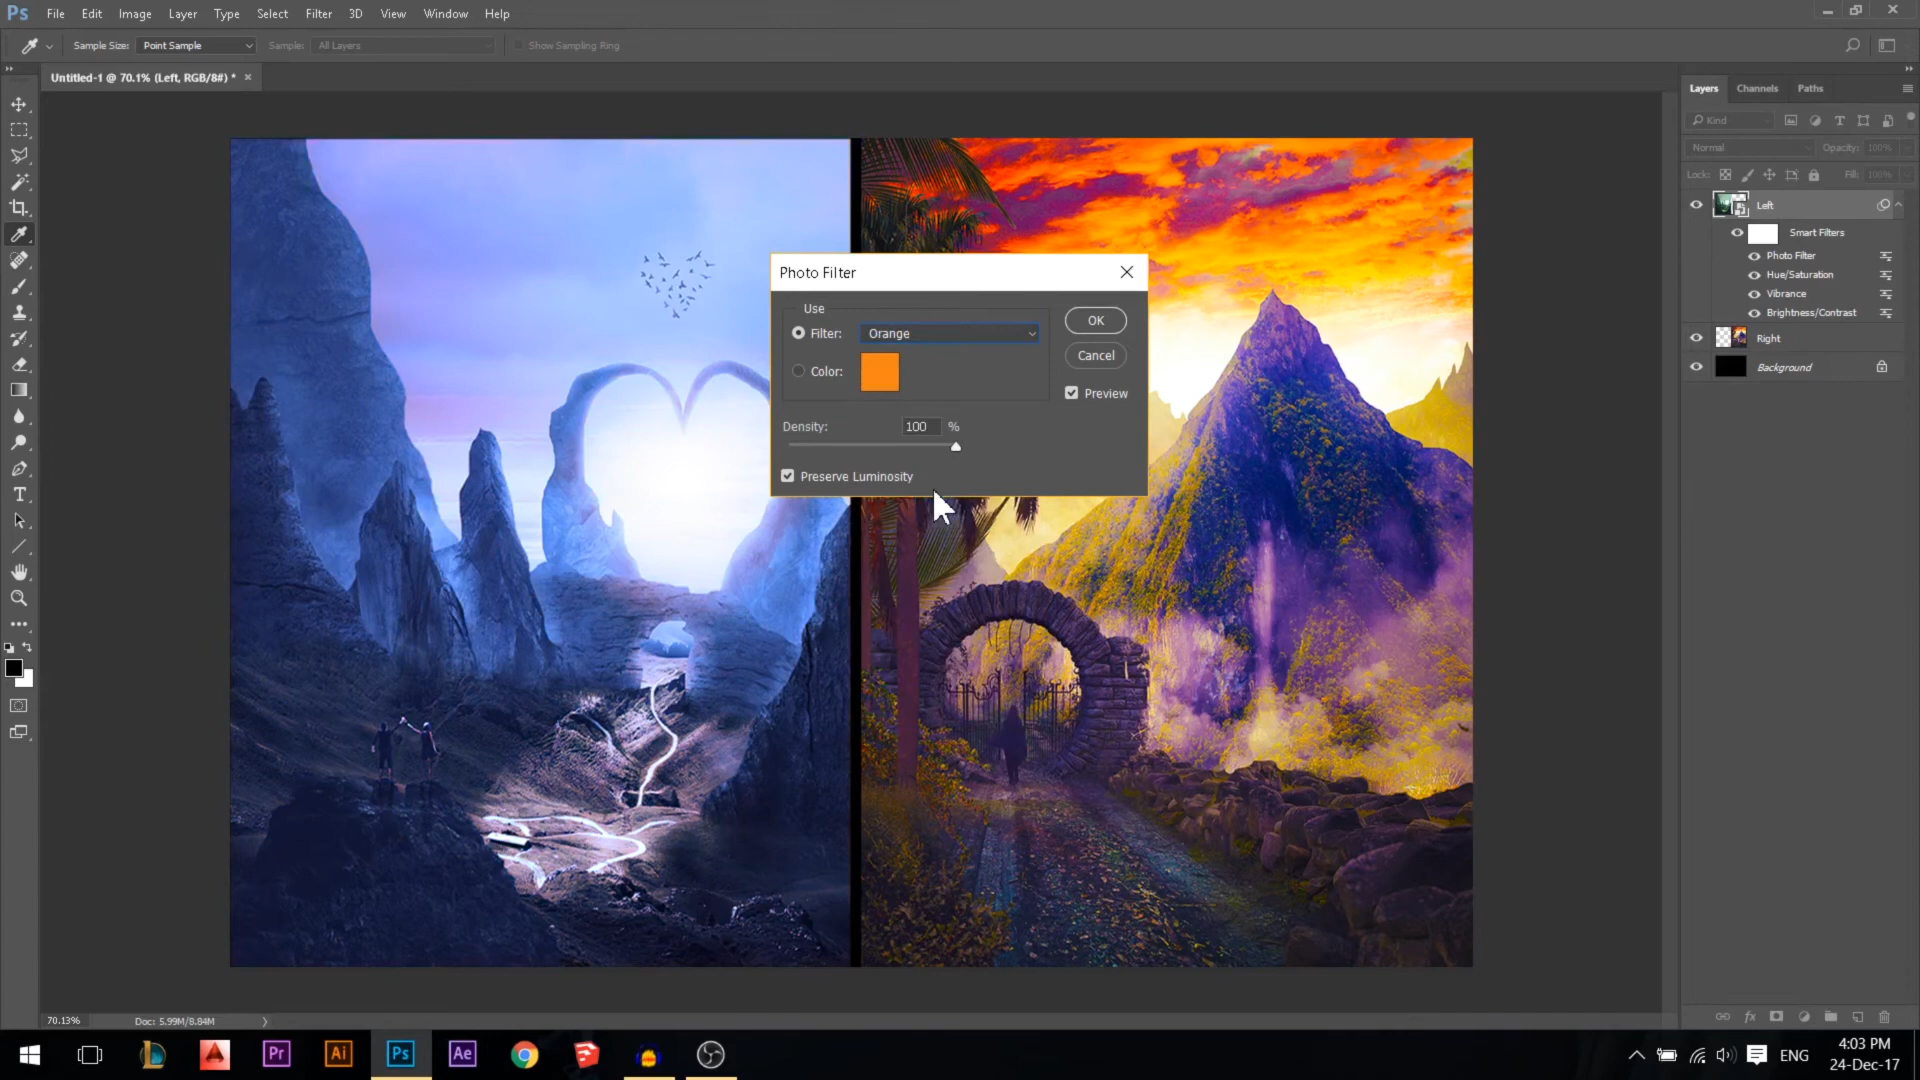 Ps File Edit Image Layer Type Select Filter 3D View Window Help
Sample Size: Point Sample Sample: All Layers Show Sampling Ring
Untitled-1 @ 70.1% (Left, RGB/8#) *
Layers Channels Paths
Kind
Normal Opacity: 100%
Lock: Fill: 100%
Left
Smart Filters
Photo Filter
Hue/Saturation
Vibrance
Brightness/Contrast
Right
Background
Photo Filter
Use
Filter: Orange
Color:
OK
Cancel
Preview
Density: 100 %
Preserve Luminosity
70.13% Doc: 5.99M/8.84M
Pr Ai Ps Ae
ENG
4:03 PM
24-Dec-17